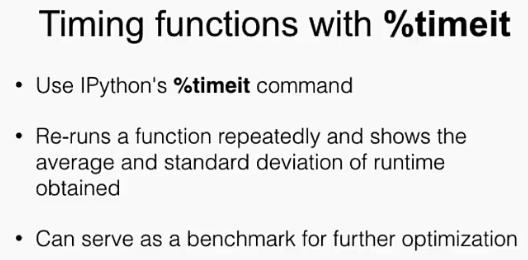 Timing functions with %timeit
• Use IPython's %timeit command
• Re-runs a function repeatedly and shows the
average and standard deviation of runtime
obtained
• Can serve as a benchmark for further optimization